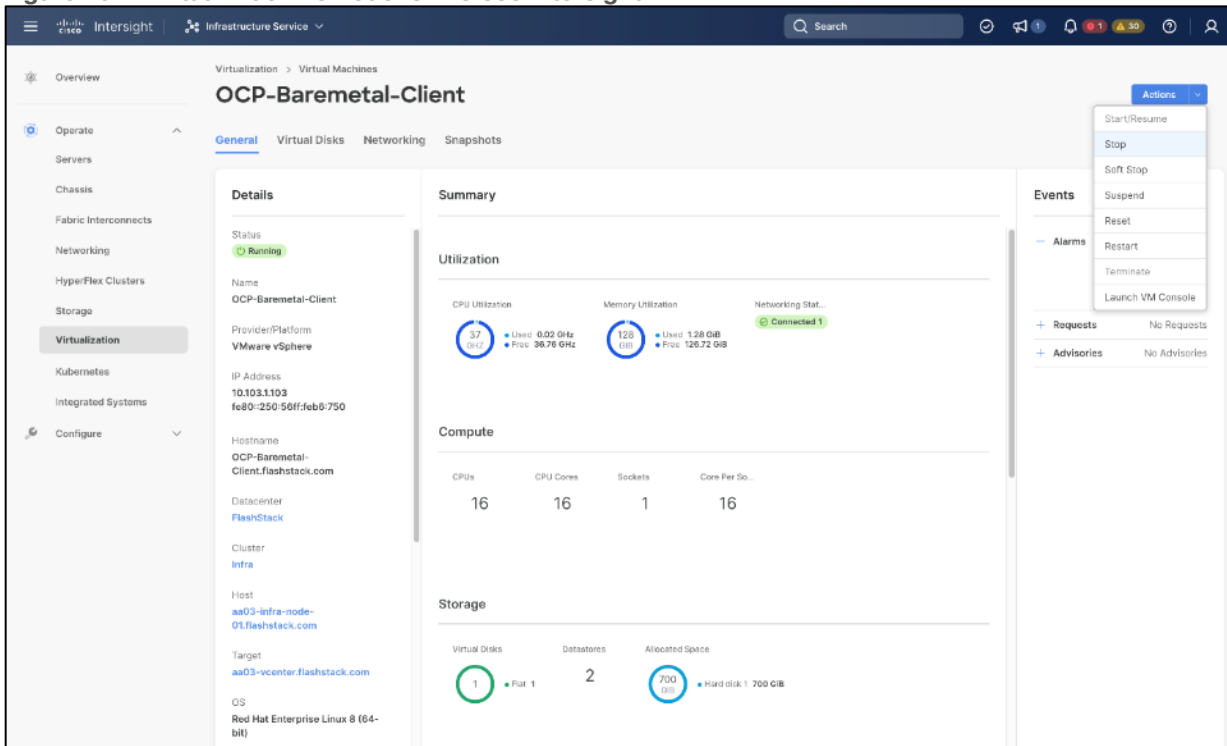 Intersight
Infrastructure Service
Search
1
1
30
Overview
Operate
Servers
Chassis
Fabric Interconnects
Networking
HyperFlex Clusters
Storage
Virtualization
Kubernetes
Integrated Systems
Configure
Virtualization > Virtual Machines
OCP-Baremetal-Client
Actions
General Virtual Disks Networking Snapshots
Start/Resume
Stop
Soft Stop
Suspend
Reset
Restart
Terminate
Launch VM Console
Details
Status
Running
Name
OCP-Baremetal-Client
Provider/Platform
VMware vSphere
IP Address
10.103.1.103
fe80::250:56ff:feb6:750
Hostname
OCP-Baremetal-
Client.flashstack.com
Datacenter
FlashStack
Cluster
Infra
Host
aa03-infra-node-
01.flashstack.com
Target
aa03-vcenter.flashstack.com
OS
Red Hat Enterprise Linux 8 (64-
bit)
Summary
Utilization
CPU Utilization
37
GHZ
Used 0.02 GHz
Free 36.76 GHz
Memory Utilization
128
GiB
Used 1.28 GiB
Free 126.72 GiB
Networking Stat...
Connected 1
Compute
CPUs CPU Cores Sockets Core Per So...
16 16 1 16
Storage
Virtual Disks
1
Flat 1
Datastores
2
Allocated Space
700
GiB
Hard disk 1 700 GiB
Events
Alarms
Requests No Requests
Advisories No Advisories